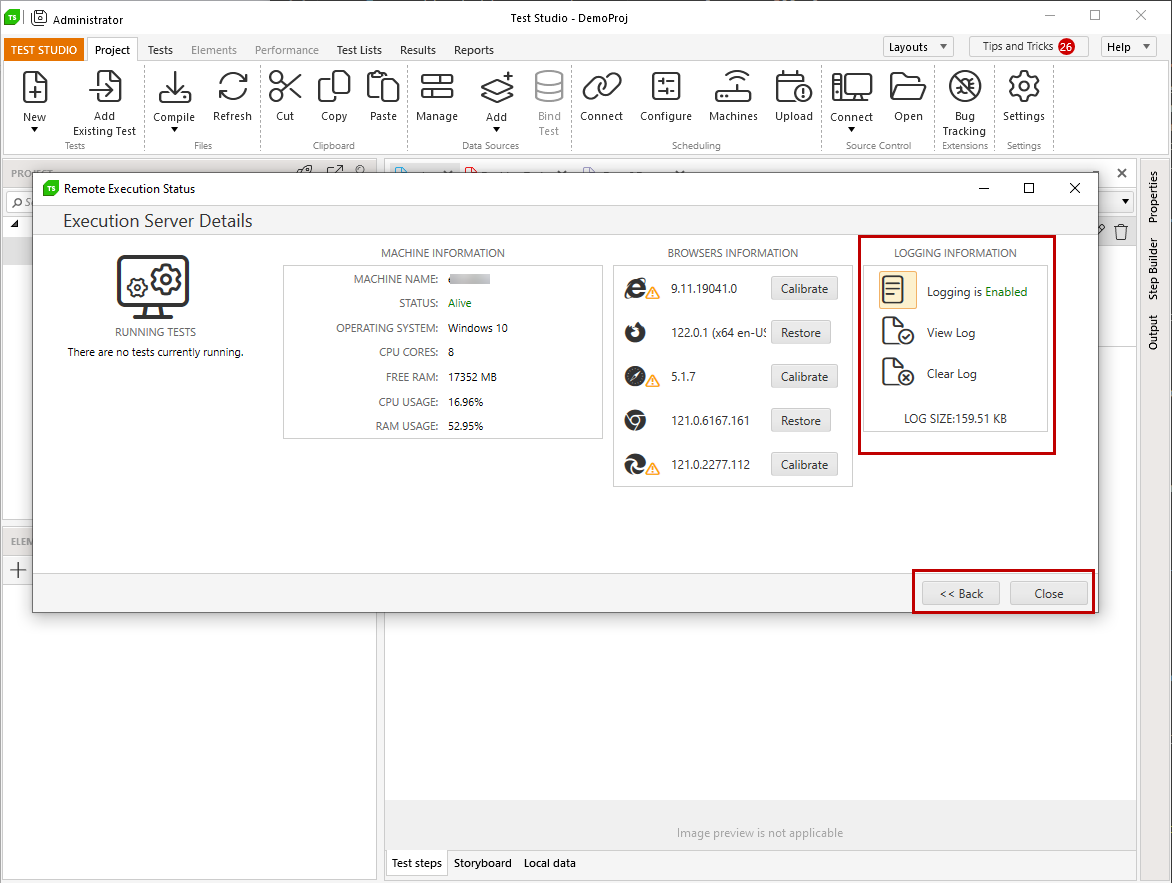 TS Administrator
Test Studio - DemoProj
TEST STUDIO Project Tests Elements Performance Test Lists Results Reports
Layouts Tips and Tricks 26 Help
New Add Existing Test
Tests
Compile Refresh
Files
Cut Copy Paste
Clipboard
Manage Add Bind Test
Data Sources
Connect Configure Machines Upload
Scheduling
Connect Open
Source Control
Bug Tracking
Extensions
Settings
Settings
TS Remote Execution Status
Execution Server Details
RUNNING TESTS
There are no tests currently running.
MACHINE INFORMATION
MACHINE NAME:
STATUS: Alive
OPERATING SYSTEM: Windows 10
CPU CORES: 8
FREE RAM: 17352 MB
CPU USAGE: 16.96%
RAM USAGE: 52.95%
BROWSERS INFORMATION
9.11.19041.0 Calibrate
122.0.1 (x64 en-US Restore
5.1.7 Calibrate
121.0.6167.161 Restore
121.0.2277.112 Calibrate
LOGGING INFORMATION
Logging is Enabled
View Log
Clear Log
LOG SIZE:159.51 KB
<< Back Close
Properties
Step Builder
Output
Image preview is not applicable
Test steps Storyboard Local data